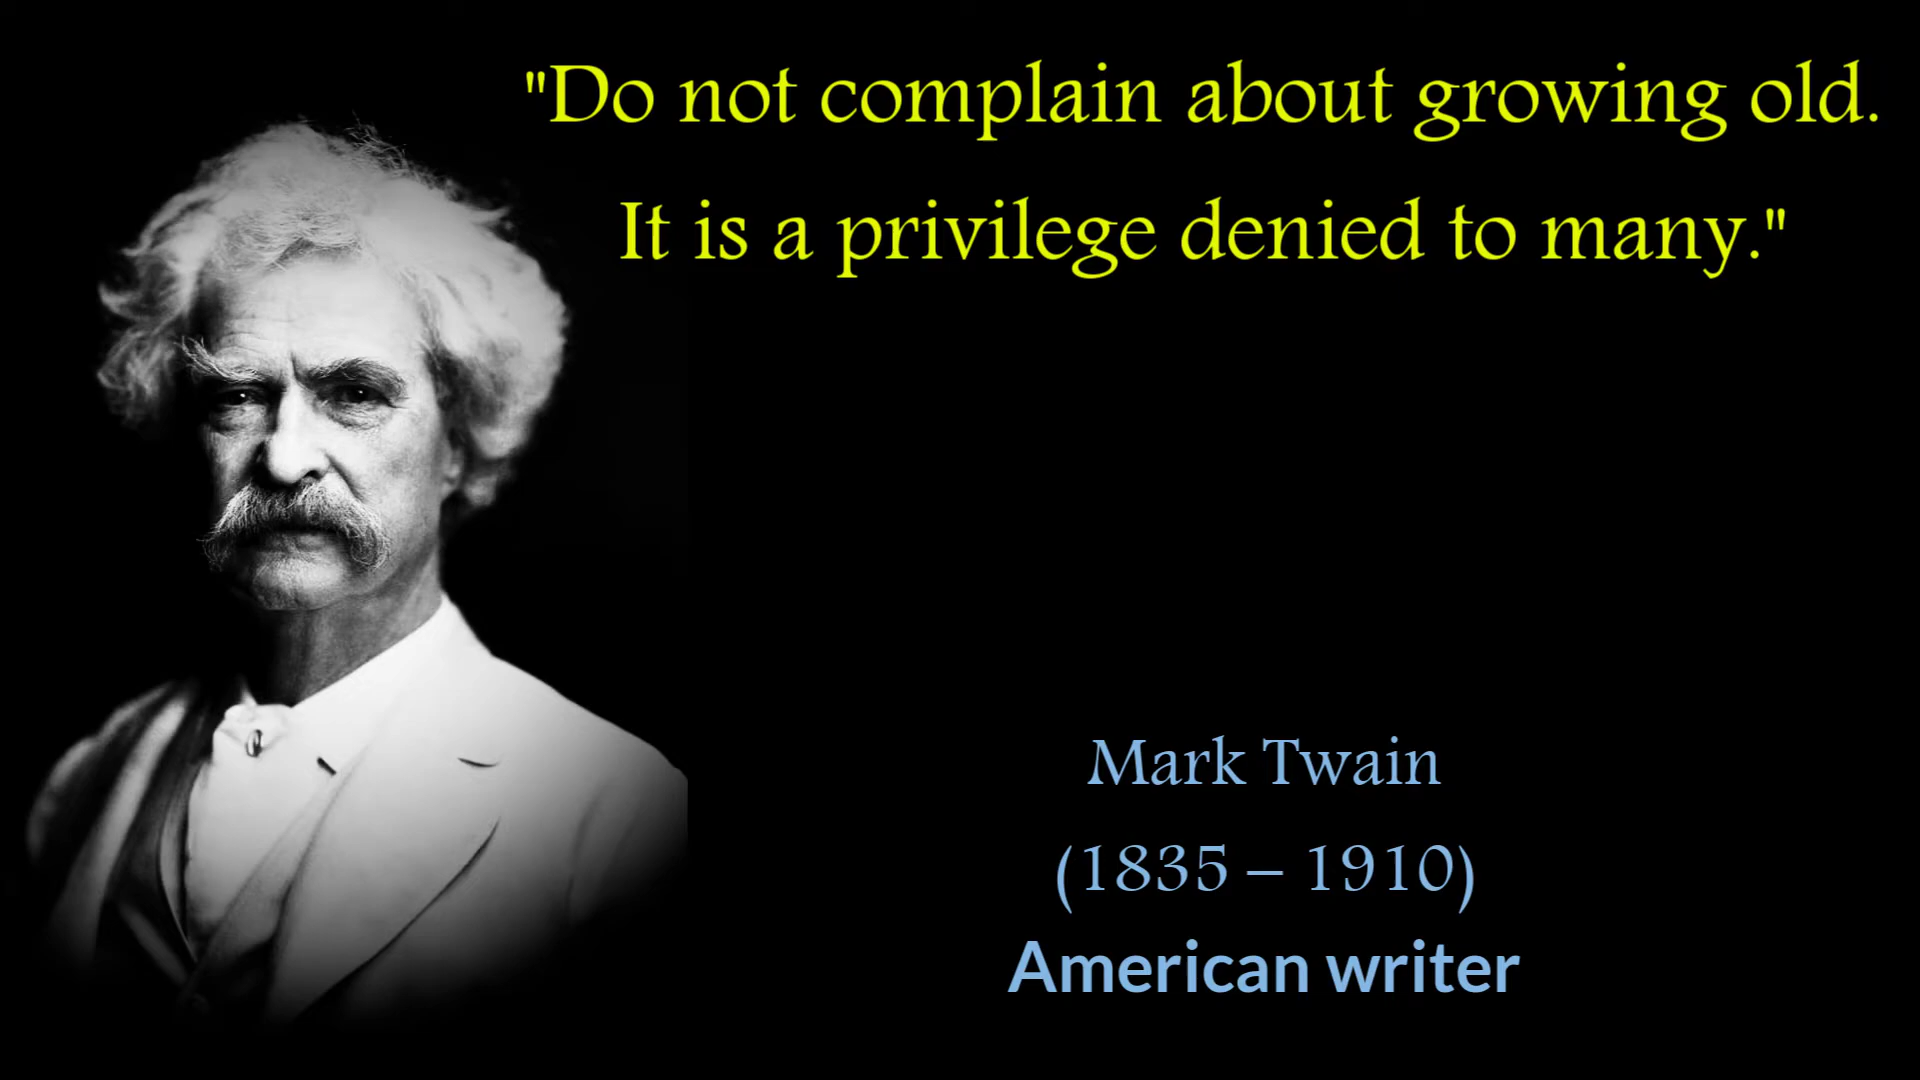 "Do not complain about growing old.
It is a privilege denied to many."
Mark Twain
(1835 – 1910)
American writer